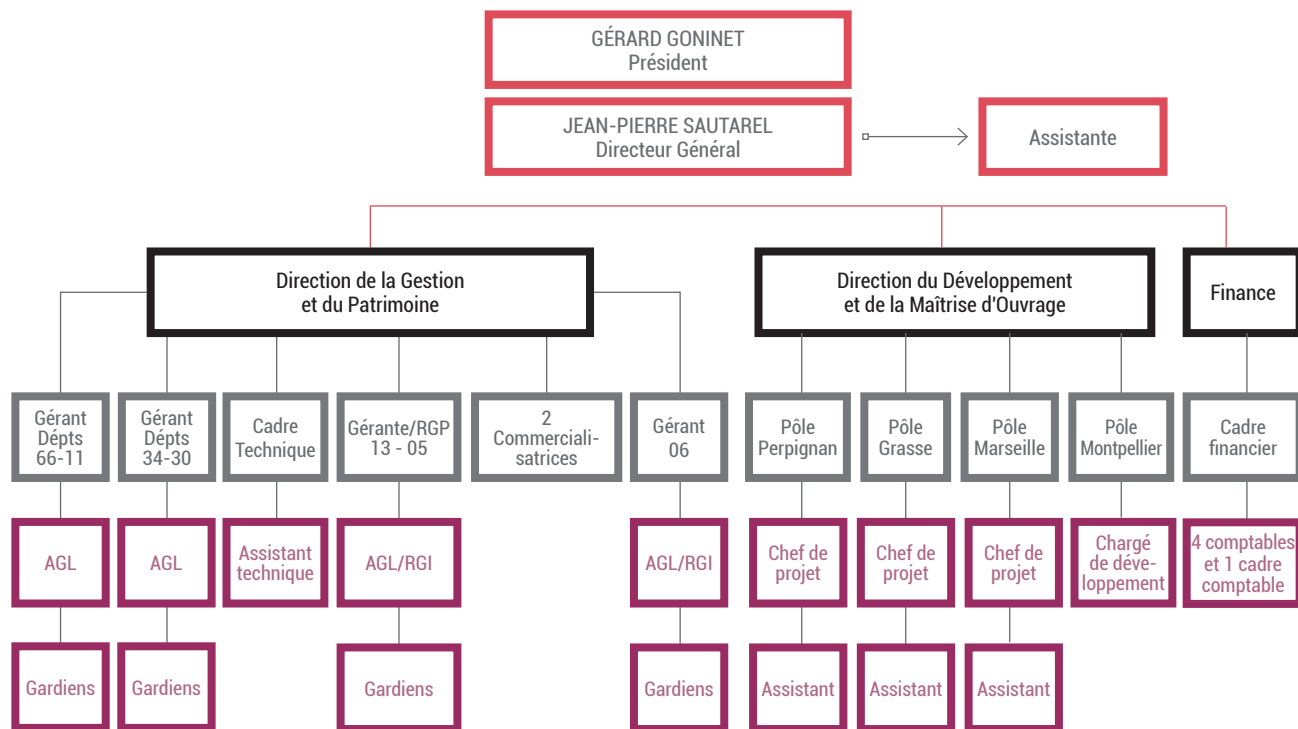 GÉRARD GONINET
Président
JEAN-PIERRE SAUTAREL
Directeur Général
Assistante
Direction de la Gestion
et du Patrimoine
Direction du Développement
et de la Maîtrise d'Ouvrage
Finance
Gérant
Dépts
66-11
Gérant
Dépts
34-30
Cadre
Technique
Gérante/RGP
13 - 05
2
Commerciali-
satrices
Gérant
06
Pôle
Perpignan
Pôle
Grasse
Pôle
Marseille
Pôle
Montpellier
Cadre
financier
AGL
AGL
Assistant
technique
AGL/RGI
AGL/RGI
Chef de
projet
Chef de
projet
Chef de
projet
Chargé
de déve-
loppement
4 comptables
et 1 cadre
comptable
Gardiens
Gardiens
Gardiens
Gardiens
Assistant
Assistant
Assistant